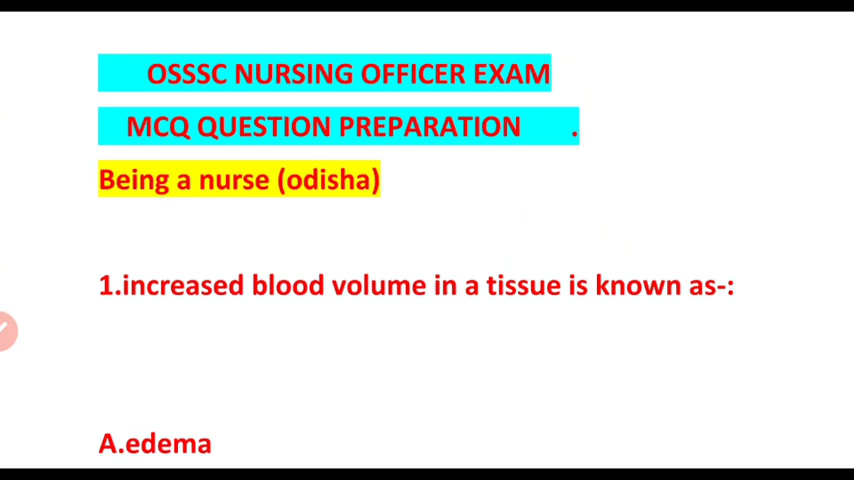 OSSSC NURSING OFFICER EXAM
MCQ QUESTION PREPARATION .
Being a nurse (odisha)
1.increased blood volume in a tissue is known as-:
A.edema